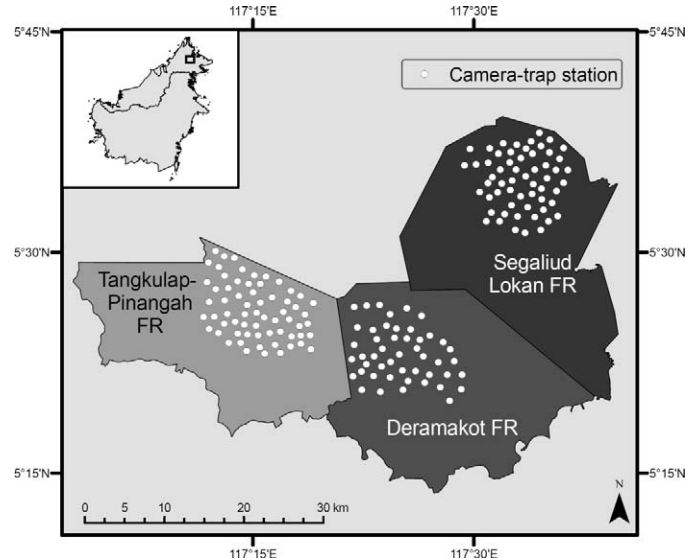 117°15'E
117°30'E
5°45'N
5°45'N
Camera-trap station
5°30'N
5°30'N
Segaliud
Lokan FR
Tangkulap-
Pinangah
FR
Deramakot FR
5°15'N
5°15'N
N
0 5 10 20 30 km
117°15'E
117°30'E